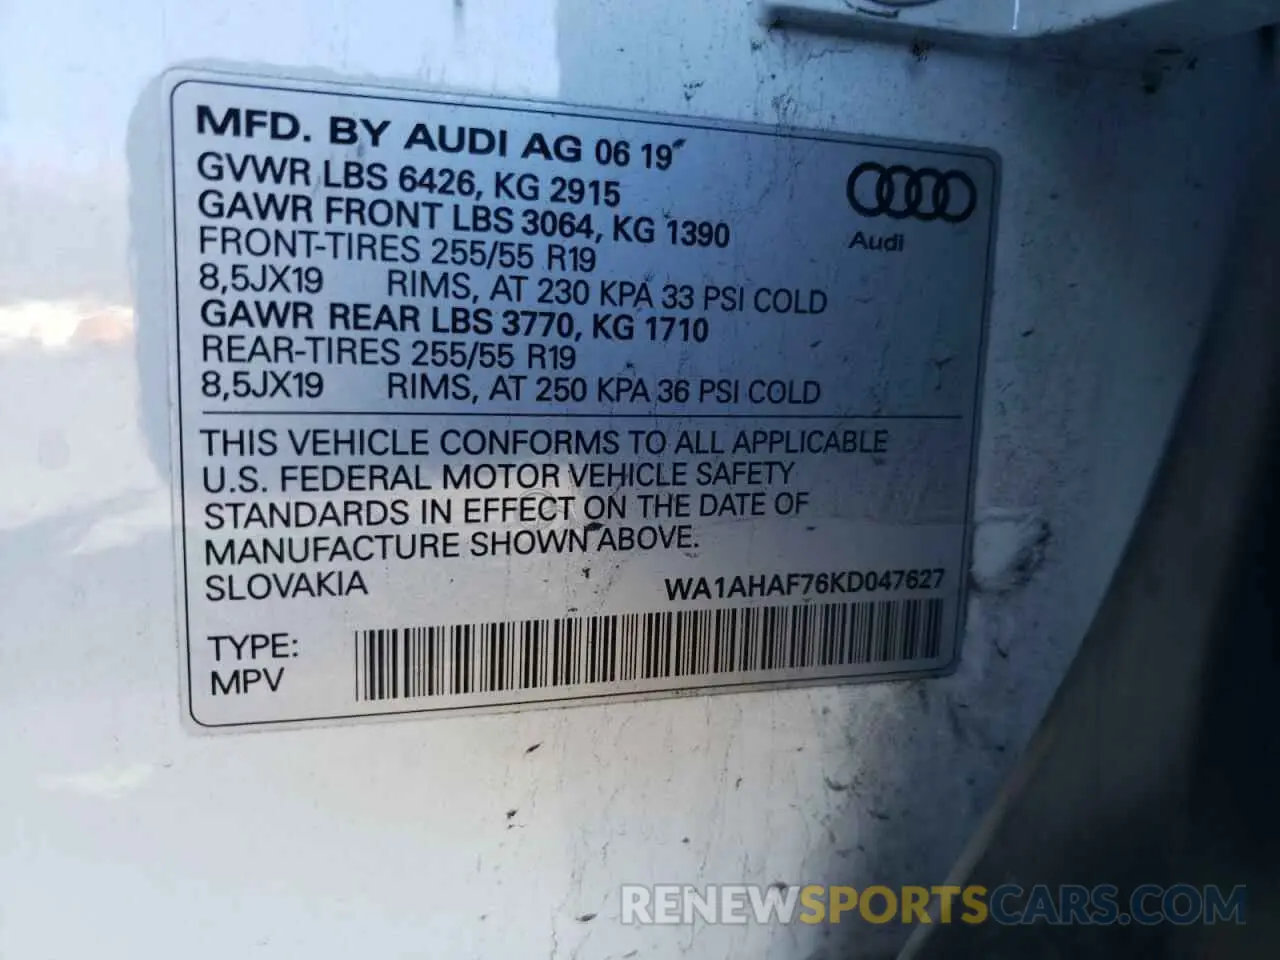 MFD. BY AUDI AG 06 19
GVWR LBS 6426, KG 2915
GAWR FRONT LBS 3064, KG 1390
FRONT-TIRES 255/55 R19
8,5JX19 RIMS, AT 230 KPA 33 PSI COLD
GAWR REAR LBS 3770, KG 1710
REAR-TIRES 255/55 R19
8,5JX19 RIMS, AT 250 KPA 36 PSI COLD
Audi
THIS VEHICLE CONFORMS TO ALL APPLICABLE
U.S. FEDERAL MOTOR VEHICLE SAFETY
STANDARDS IN EFFECT ON THE DATE OF
MANUFACTURE SHOWN ABOVE.
SLOVAKIA WA1AHAF76KD047627
TYPE:
MPV
RENEWSPORTSCARS.COM